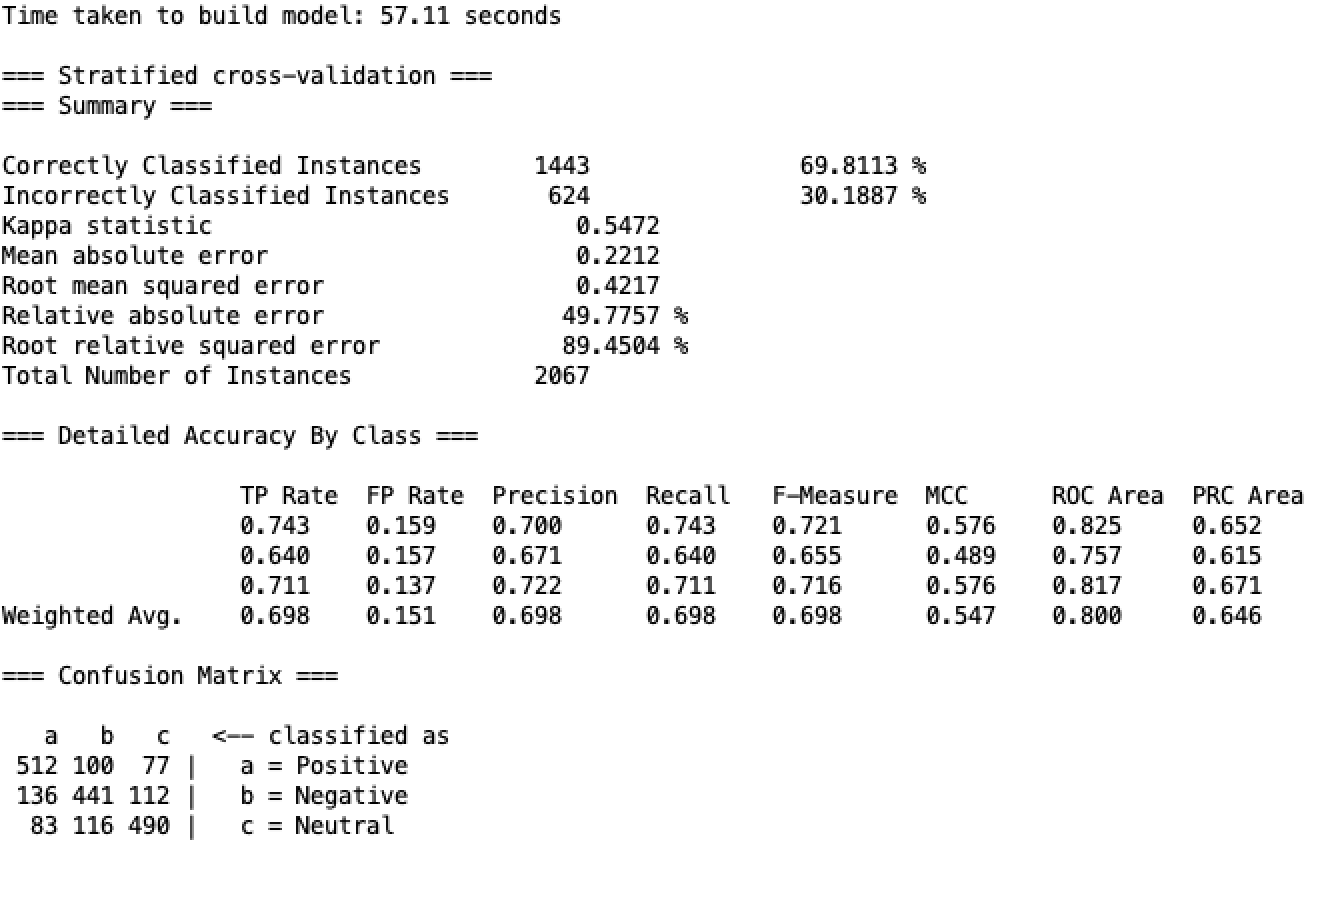 Time taken to build model: 57.11 seconds
=== Stratified cross-validation ===
=== Summary ===
Correctly Classified Instances 1443 69.8113 %
Incorrectly Classified Instances 624 30.1887 %
Kappa statistic 0.5472
Mean absolute error 0.2212
Root mean squared error 0.4217
Relative absolute error 49.7757 %
Root relative squared error 89.4504 %
Total Number of Instances 2067
=== Detailed Accuracy By Class ===
TP Rate FP Rate Precision Recall F-Measure MCC ROC Area PRC Area
0.743 0.159 0.700 0.743 0.721 0.576 0.825 0.652
0.640 0.157 0.671 0.640 0.655 0.489 0.757 0.615
0.711 0.137 0.722 0.711 0.716 0.576 0.817 0.671
Weighted Avg. 0.698 0.151 0.698 0.698 0.698 0.547 0.800 0.646
=== Confusion Matrix ===
a b c <-- classified as
512 100 77 | a = Positive
136 441 112 | b = Negative
83 116 490 | c = Neutral